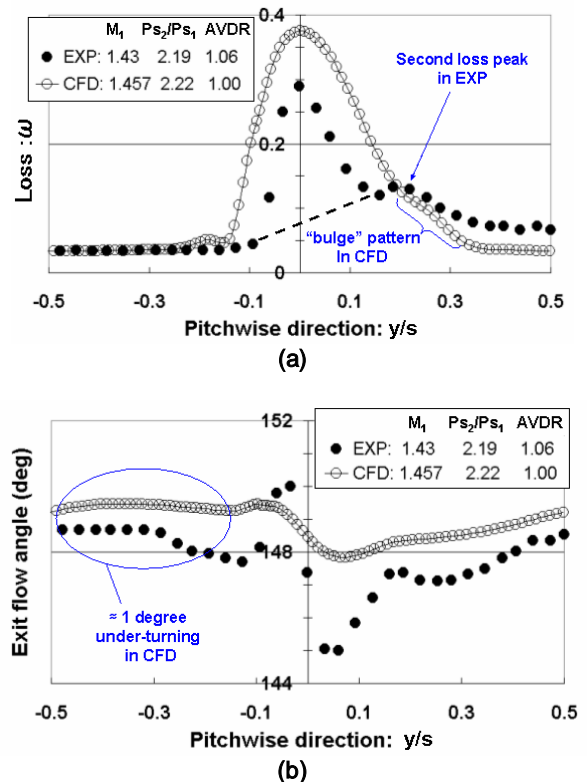 0.4
M1 Ps2/Ps1 AVDR
EXP: 1.43 2.19 1.06
CFD: 1.457 2.22 1.00
Second loss peak
in EXP
Loss : ω
0.2
"bulge" pattern
In CFD
0
-0.5 -0.3 -0.1 0.1 0.3 0.5
Pitchwise direction: y/s
(a)
152
M1 Ps2/Ps1 AVDR
EXP: 1.43 2.19 1.06
CFD: 1.457 2.22 1.00
Exit flow angle (deg)
148
≈ 1 degree
under-turning
in CFD
144
-0.5 -0.3 -0.1 0.1 0.3 0.5
Pitchwise direction: y/s
(b)